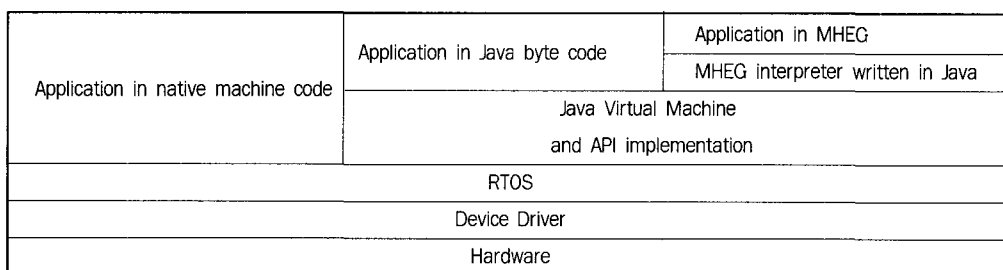 Application in native machine code
Application in Java byte code
Application in MHEG
MHEG interpreter written in Java
Java Virtual Machine
and API implementation
RTOS
Device Driver
Hardware